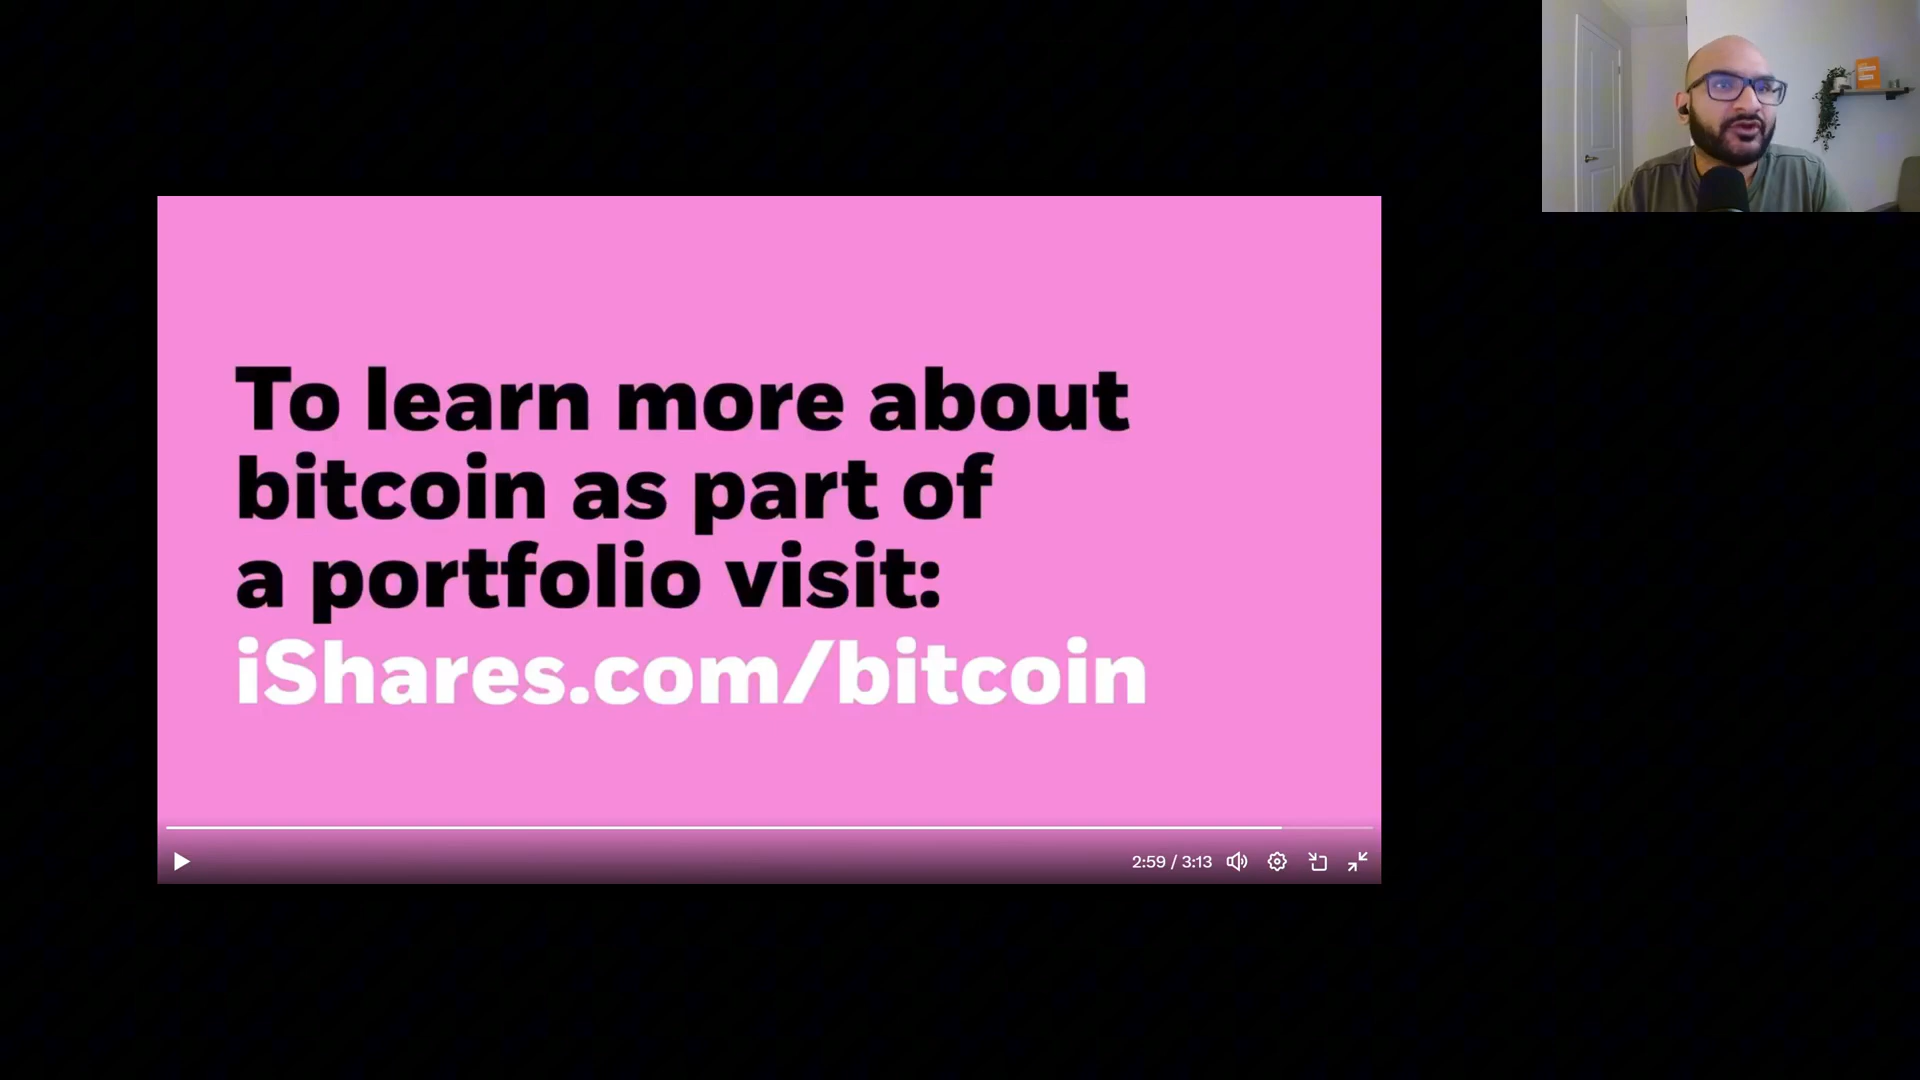 To learn more about
bitcoin as part of
a portfolio visit:
iShares.com/bitcoin
2:59 / 3:13